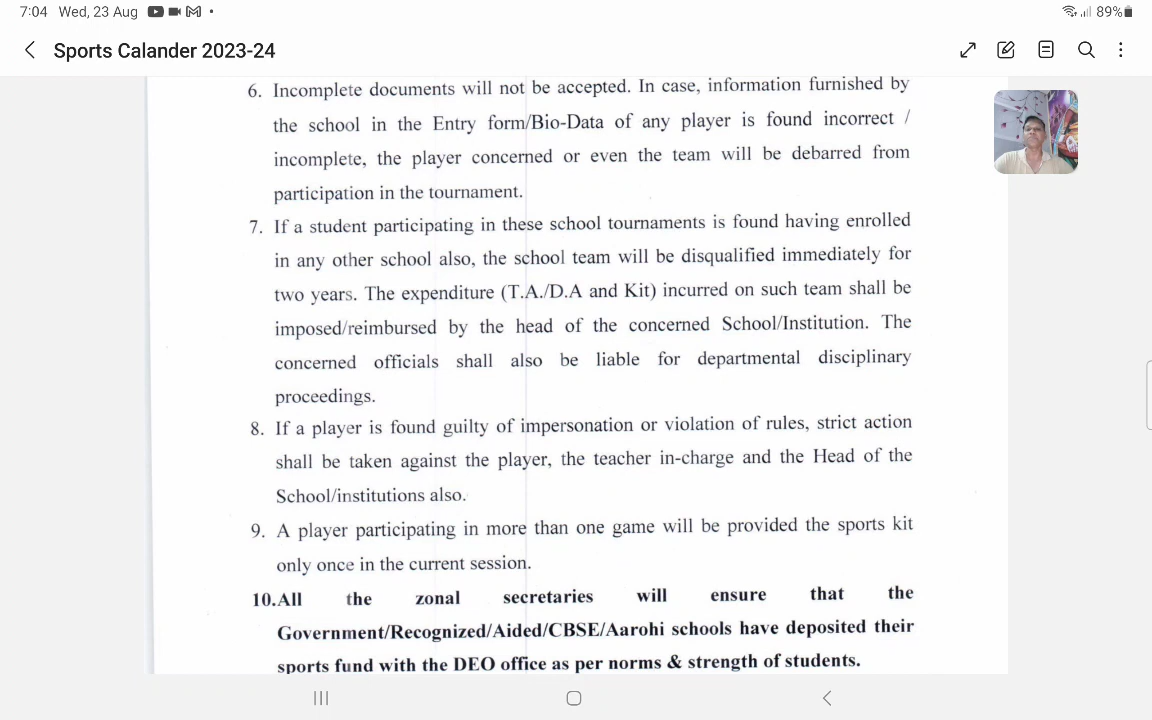 7:04 Wed, 23 Aug
89%
Sports Calander 2023-24
6. Incomplete documents will not be accepted. In case, information furnished by
the school in the Entry form/Bio-Data of any player is found incorrect /
incomplete, the player concerned or even the team will be debarred from
participation in the tournament.
7. If a student participating in these school tournaments is found having enrolled
in any other school also, the school team will be disqualified immediately for
two years. The expenditure (T.A./D.A and Kit) incurred on such team shall be
imposed/reimbursed by the head of the concerned School/Institution. The
concerned officials shall also be liable for departmental disciplinary
proceedings.
8. If a player is found guilty of impersonation or violation of rules, strict action
shall be taken against the player, the teacher in-charge and the Head of the
School/institutions also.
9. A player participating in more than one game will be provided the sports kit
only once in the current session.
10.All the zonal secretaries will ensure that the
Government/Recognized/Aided/CBSE/Aarohi schools have deposited their
sports fund with the DEO office as per norms & strength of students.